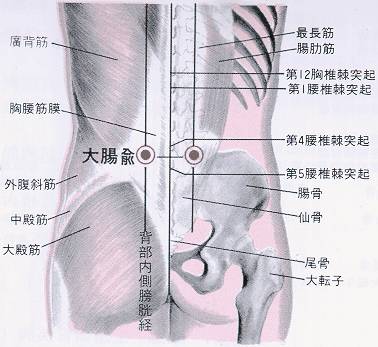 廣背筋
胸腰筋膜
大腸兪
外腹斜筋
中殿筋
大殿筋
背部内側膀胱経
最長筋
腸肋筋
第12胸椎棘突起
第1腰椎棘突起
第4腰椎棘突起
第5腰椎棘突起
腸骨
仙骨
尾骨
大転子